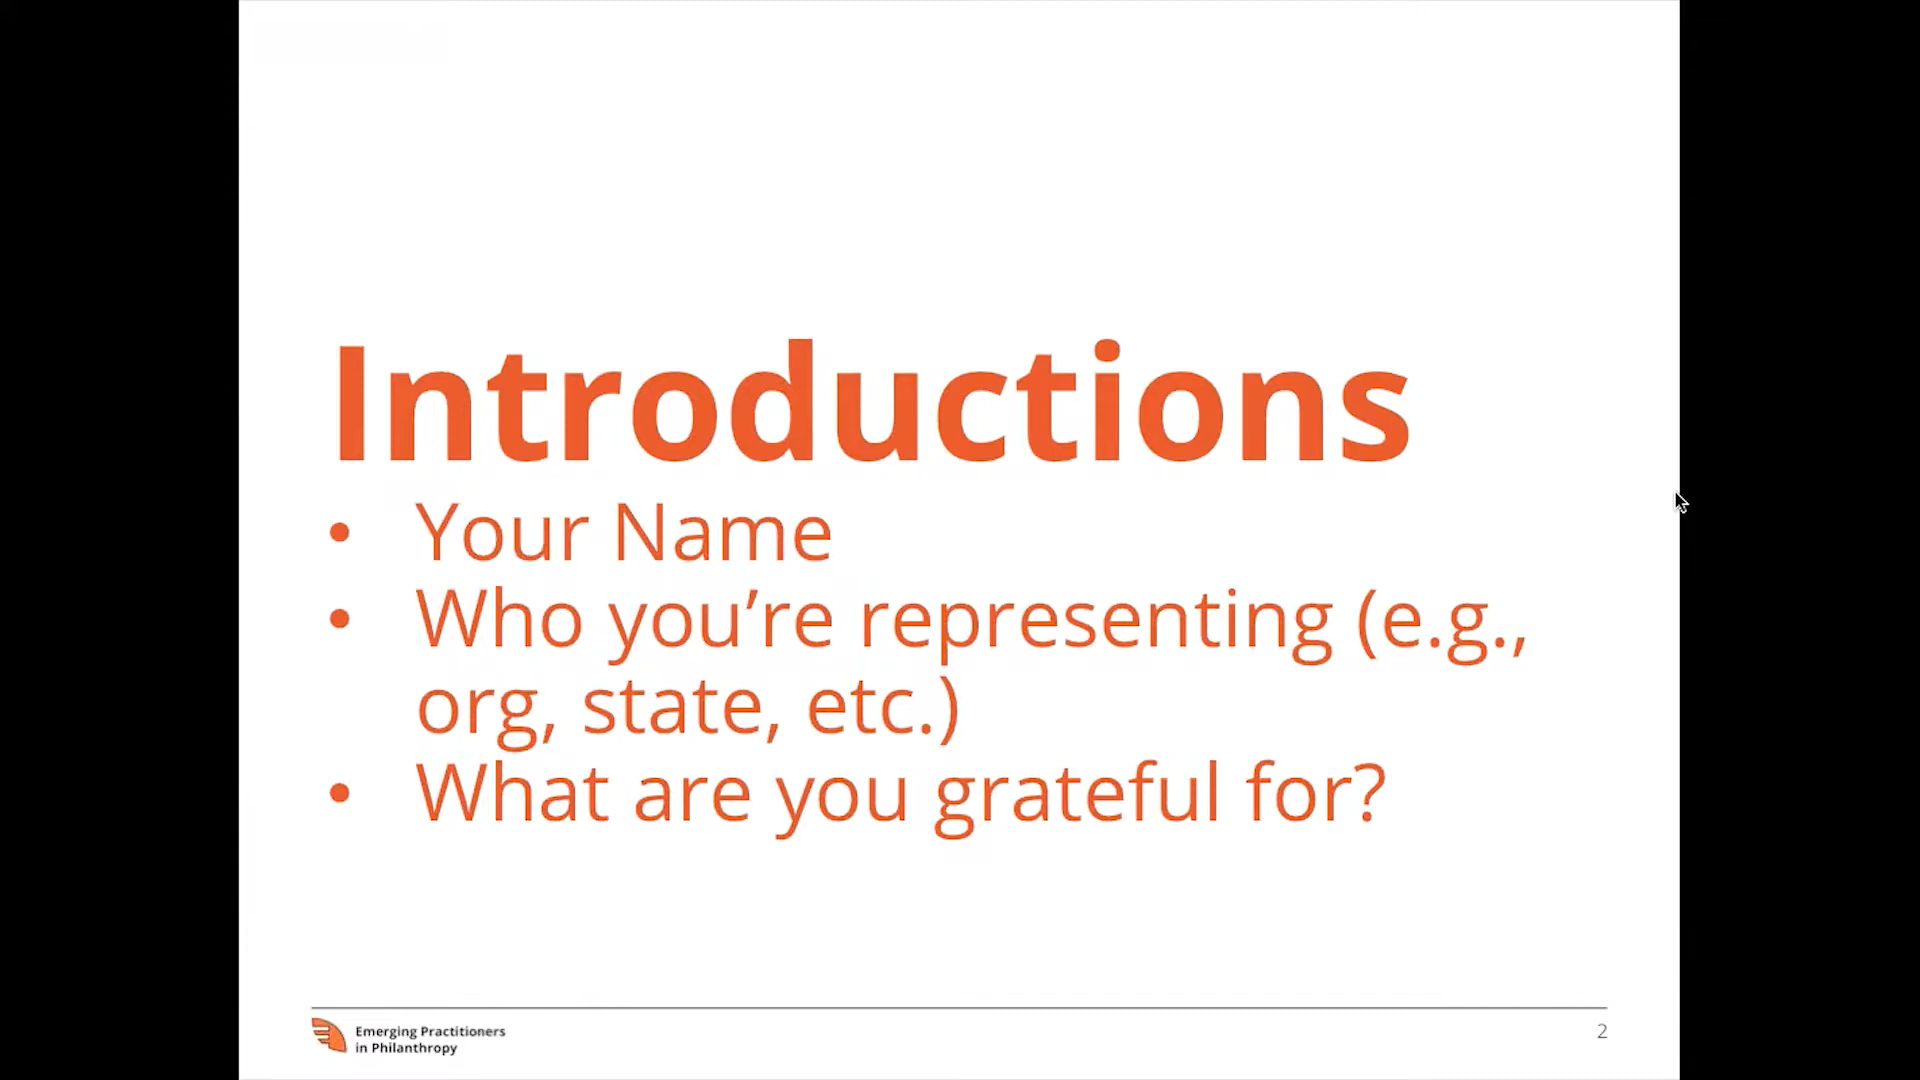 Introductions
• Your Name
• Who you’re representing (e.g.,
org, state, etc.)
• What are you grateful for?
Emerging Practitioners
in Philanthropy
2